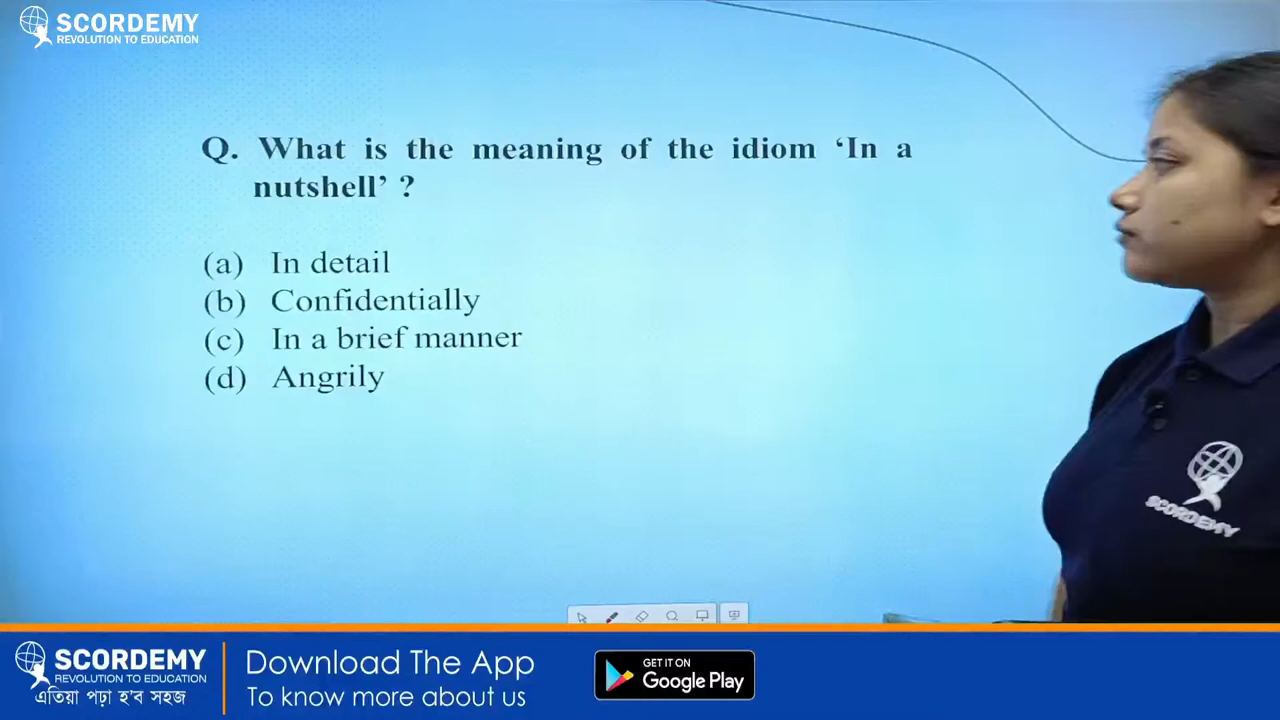 SCORDEMY
REVOLUTION TO EDUCATION
Q. What is the meaning of the idiom ‘In a
nutshell’ ?
(a) In detail
(b) Confidentially
(c) In a brief manner
(d) Angrily
SCORDEMY
SCORDEMY
REVOLUTION TO EDUCATION
এতিয়া পঢ়া হ'ব সহজ
Download The App
To know more about us
GET IT ON
Google Play